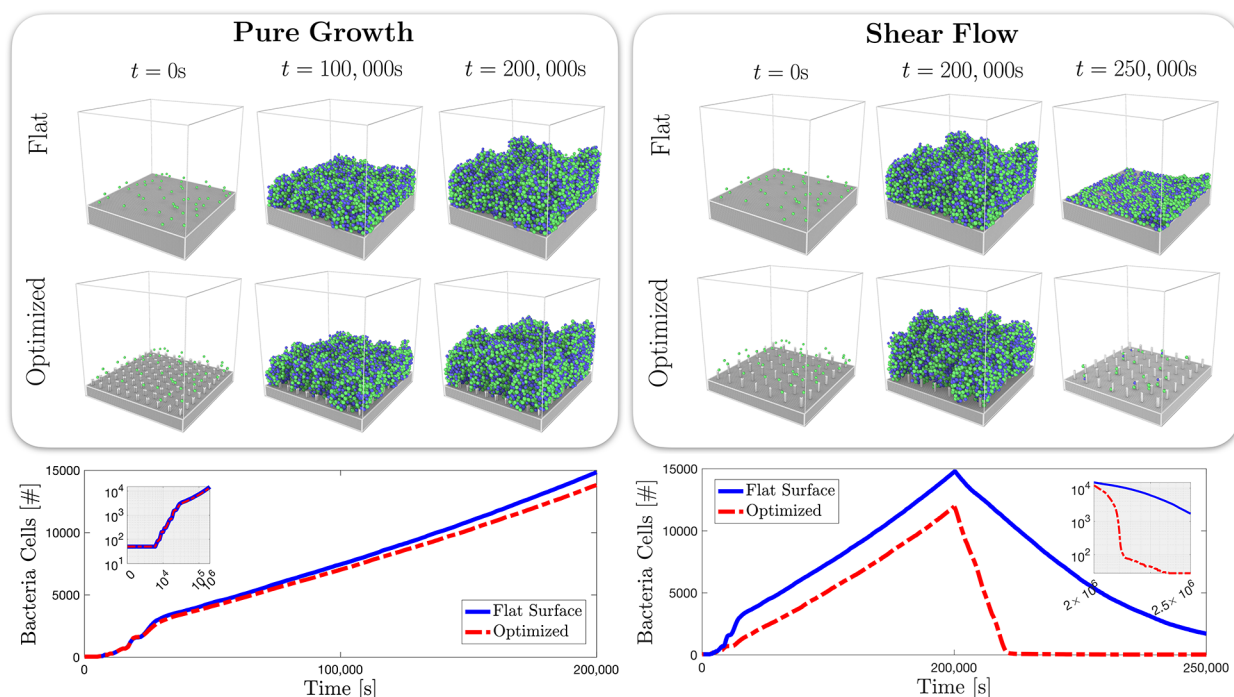 Pure Growth
t = 0s
t = 100,000s
t = 200,000s
Flat
Optimized
Shear Flow
t = 0s
t = 200,000s
t = 250,000s
Flat
Optimized
Bacteria Cells [#]
15000
10000
5000
0
0
100,000
200,000
Time [s]
10^4
10^3
10^2
10^1
0
10^4
10^5
10^6
Flat Surface
Optimized
Bacteria Cells [#]
15000
10000
5000
0
0
200,000
250,000
Time [s]
Flat Surface
Optimized
10^4
10^3
10^2
2× 10^6
2.5× 10^6